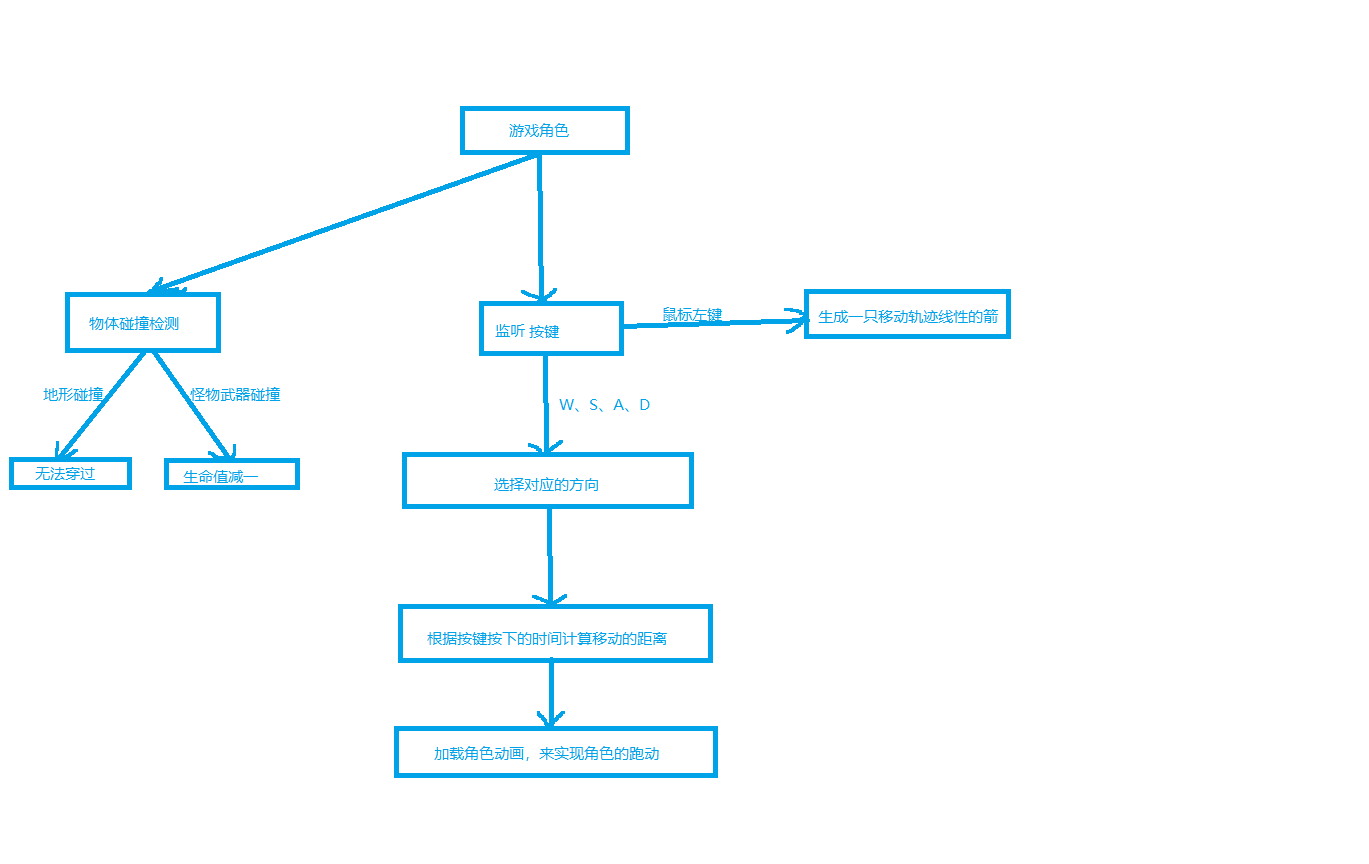 游戏角色
物体碰撞检测
监听 按键
鼠标左键
生成一只移动轨迹线性的箭
地形碰撞
怪物武器碰撞
W、S、A、D
无法穿过
生命值减一
选择对应的方向
根据按键按下的时间计算移动的距离
加载角色动画，来实现角色的跑动